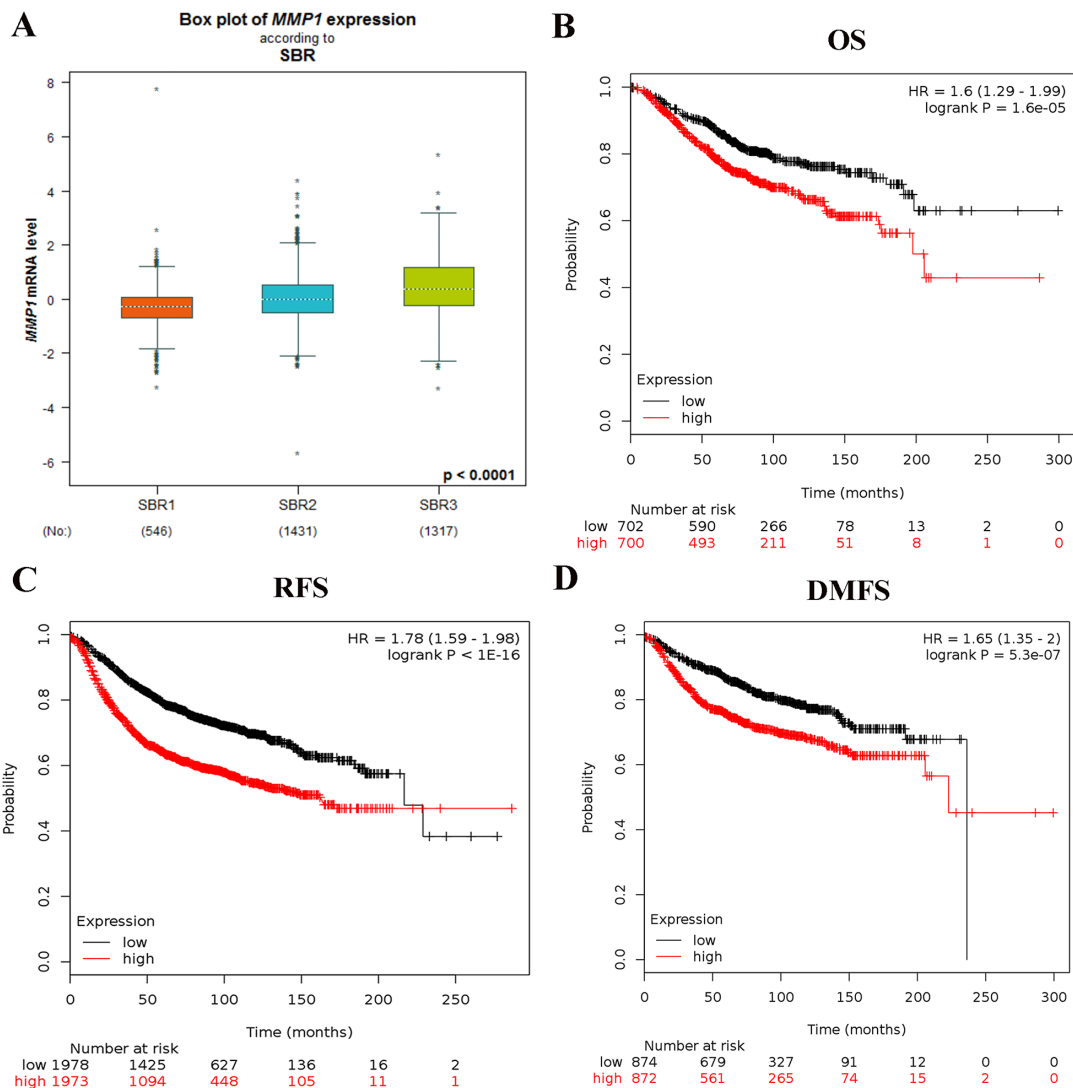 A
Box plot of MMP1 expression
according to
SBR
MMP1 mRNA level
8
6
4
2
0
-2
-4
-6
p < 0.0001
SBR1 SBR2 SBR3
(No:) (546) (1431) (1317)
B
OS
HR = 1.6 (1.29 - 1.99)
logrank P = 1.6e-05
Probability
1.0
0.8
0.6
0.4
0.2
0.0
Expression
low
high
0 50 100 150 200 250 300
Time (months)
Number at risk
low 702 590 266 78 13 2 0
high 700 493 211 51 8 1 0
C
RFS
HR = 1.78 (1.59 - 1.98)
logrank P < 1E-16
Probability
1.0
0.8
0.6
0.4
0.2
0.0
Expression
low
high
0 50 100 150 200 250
Time (months)
Number at risk
low 1978 1425 627 136 16 2
high 1973 1094 448 105 11 1
D
DMFS
HR = 1.65 (1.35 - 2)
logrank P = 5.3e-07
Probability
1.0
0.8
0.6
0.4
0.2
0.0
Expression
low
high
0 50 100 150 200 250 300
Time (months)
Number at risk
low 874 679 327 91 12 0 0
high 872 561 265 74 15 2 0